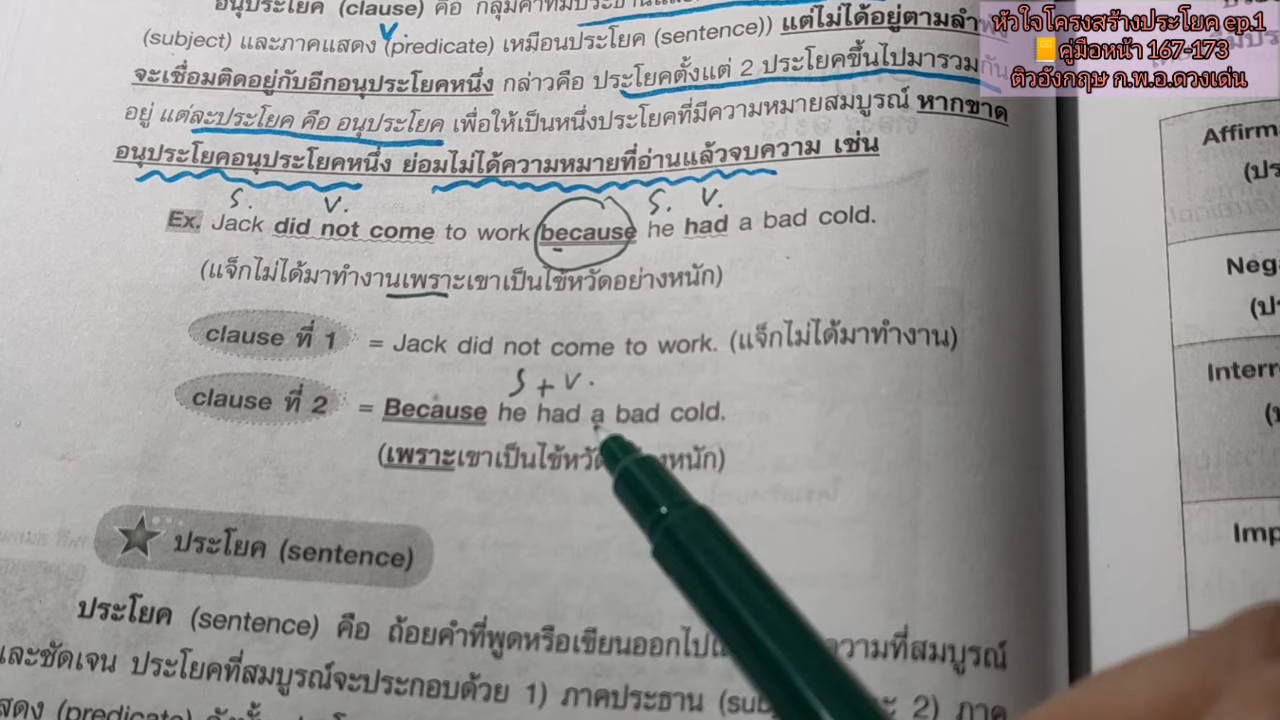 อนุประโยค (clause) คือ กลุ่มคำที่มีประธานและ
(subject) และภาคแสดง (predicate) เหมือนประโยค (sentence)) แต่ไม่ได้อยู่ตามลำพัง
จะเชื่อมติดอยู่กับอีกอนุประโยคหนึ่ง กล่าวคือ ประโยคตั้งแต่ 2 ประโยคขึ้นไปมารวมกัน
อยู่ แต่ละประโยค คือ อนุประโยค เพื่อให้เป็นหนึ่งประโยคที่มีความหมายสมบูรณ์ หากขาด
อนุประโยคอนุประโยคหนึ่ง ย่อมไม่ได้ความหมายที่อ่านแล้วจบความ เช่น
S. V. S. V.
Ex. Jack did not come to work because he had a bad cold.
(แจ็กไม่ได้มาทำงานเพราะเขาเป็นไข้หวัดอย่างหนัก)
clause ที่ 1 = Jack did not come to work. (แจ็กไม่ได้มาทำงาน)
S + V.
clause ที่ 2 = Because he had a bad cold.
(เพราะเขาเป็นไข้หวัดอย่างหนัก)
ประโยค (sentence)
ประโยค (sentence) คือ ถ้อยคำที่พูดหรือเขียนออกไป ความที่สมบูรณ์
และชัดเจน ประโยคที่สมบูรณ์จะประกอบด้วย 1) ภาคประธาน 2) ภาค
แสดง (predicate)
หัวใจโครงสร้างประโยค ep.1
📒คู่มือหน้า 167-173
ติวอังกฤษ ก.พ.อ.ดวงเด่น
Affirm
Neg
Interr
Imp